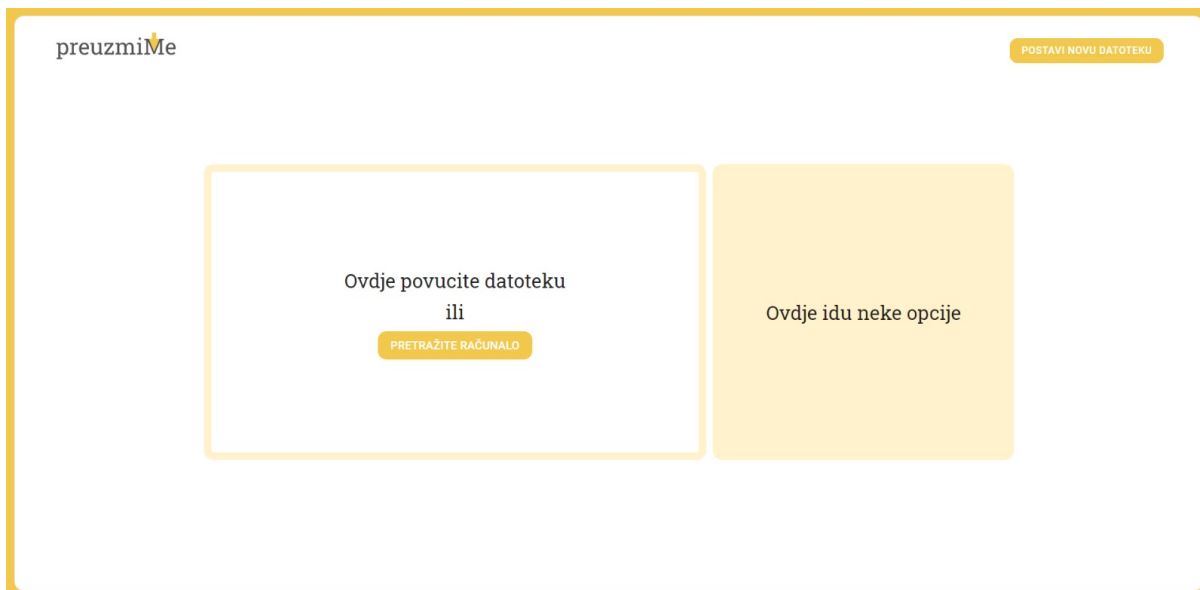 preuzmiMe
POSTAVI NOVU DATOTEKU
Ovdje povucite datoteku
ili
PRETRAŽITE RAČUNALO
Ovdje idu neke opcije